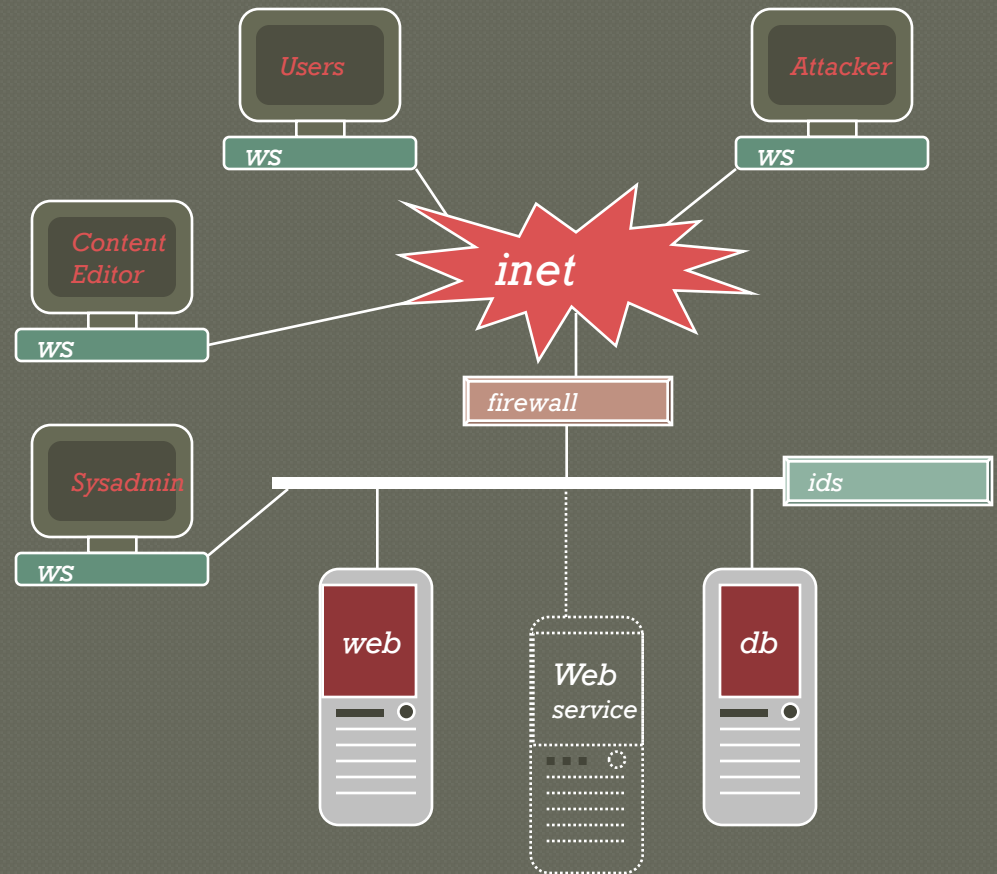 Users
Attacker
ws
ws
Content
Editor
inet
ws
firewall
Sysadmin
ids
ws
web
db
Web
service